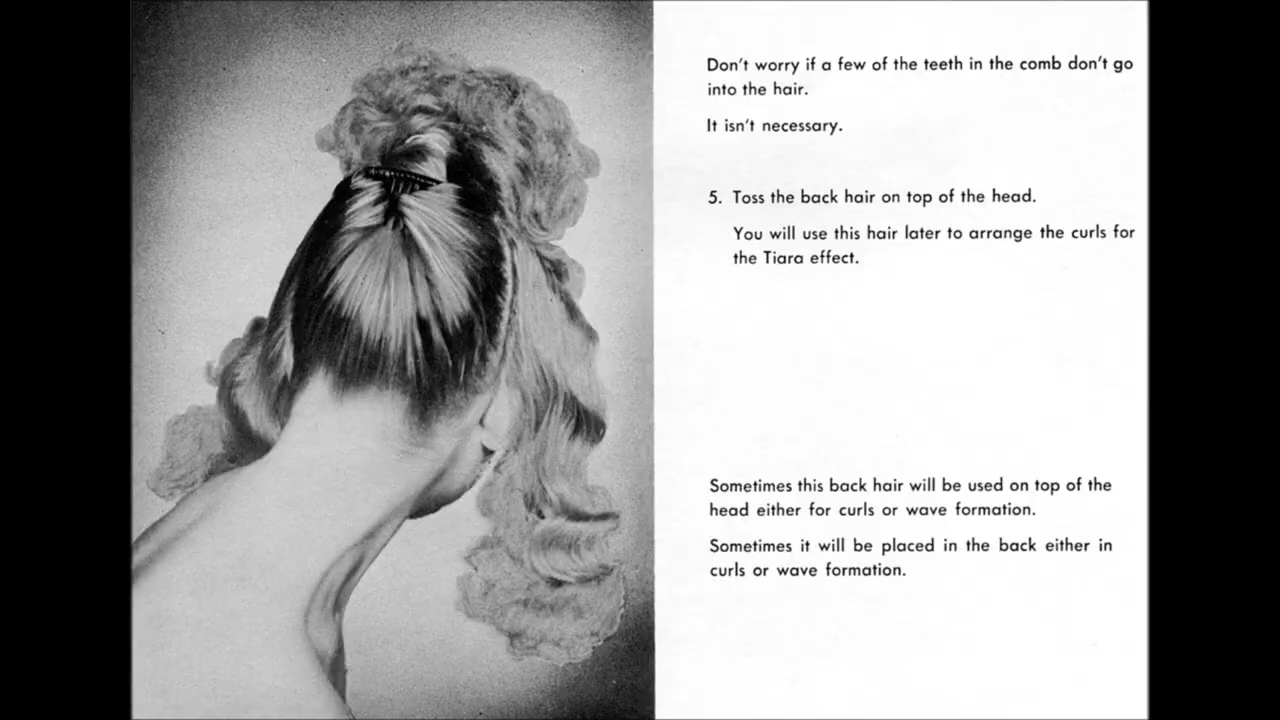 Don't worry if a few of the teeth in the comb don't go
into the hair.
It isn't necessary.
5. Toss the back hair on top of the head.
You will use this hair later to arrange the curls for
the Tiara effect.
Sometimes this back hair will be used on top of the
head either for curls or wave formation.
Sometimes it will be placed in the back either in
curls or wave formation.